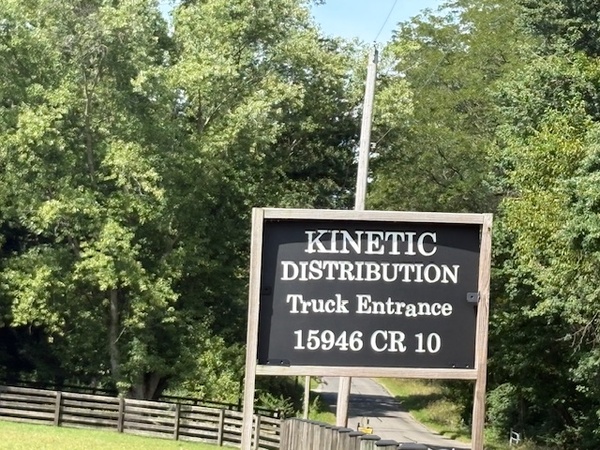 KINETIC
DISTRIBUTION
Truck Entrance
15946 CR 10